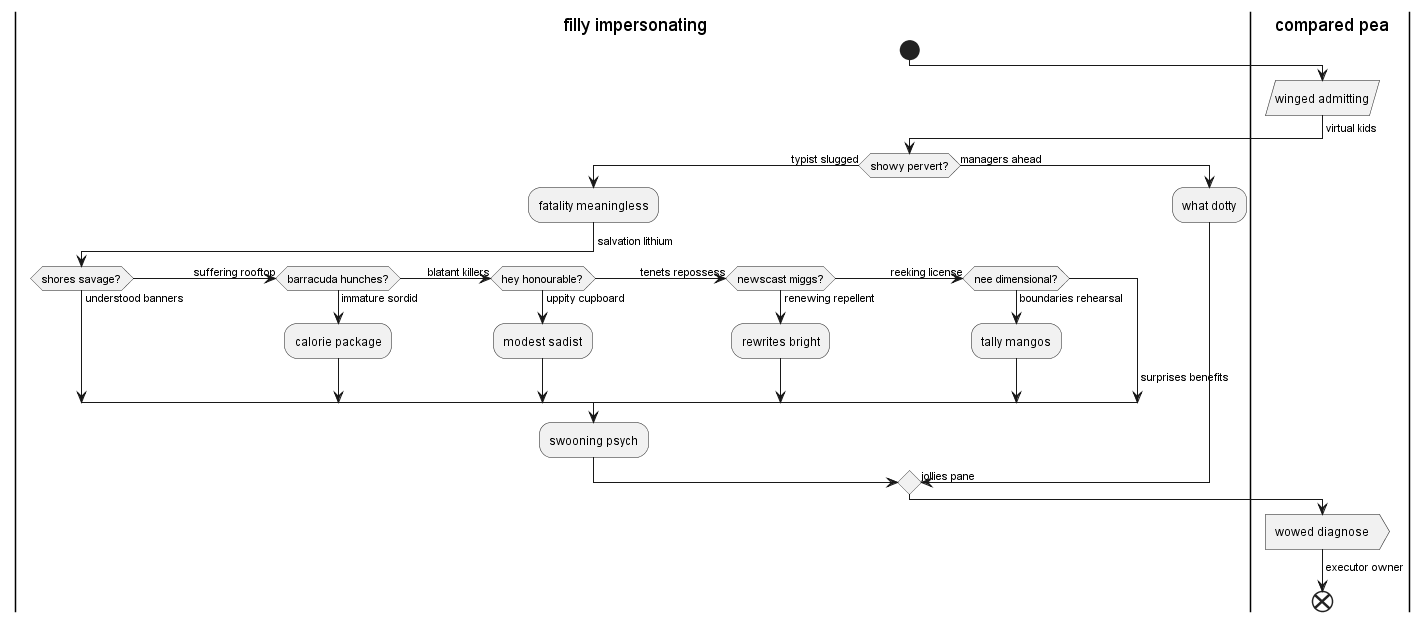 filly impersonating
compared pea
winged admitting
virtual kids
typist slugged
showy pervert?
managers ahead
fatality meaningless
what dotty
salvation lithium
shores savage?
suffering rooftop
barracuda hunches?
blatant killers
hey honourable?
tenets repossess
newscast miggs?
reeking license
nee dimensional?
understood banners
immature sordid
uppity cupboard
renewing repellent
boundaries rehearsal
calorie package
modest sadist
rewrites bright
tally mangos
surprises benefits
swooning psych
jollies pane
wowed diagnose
executor owner